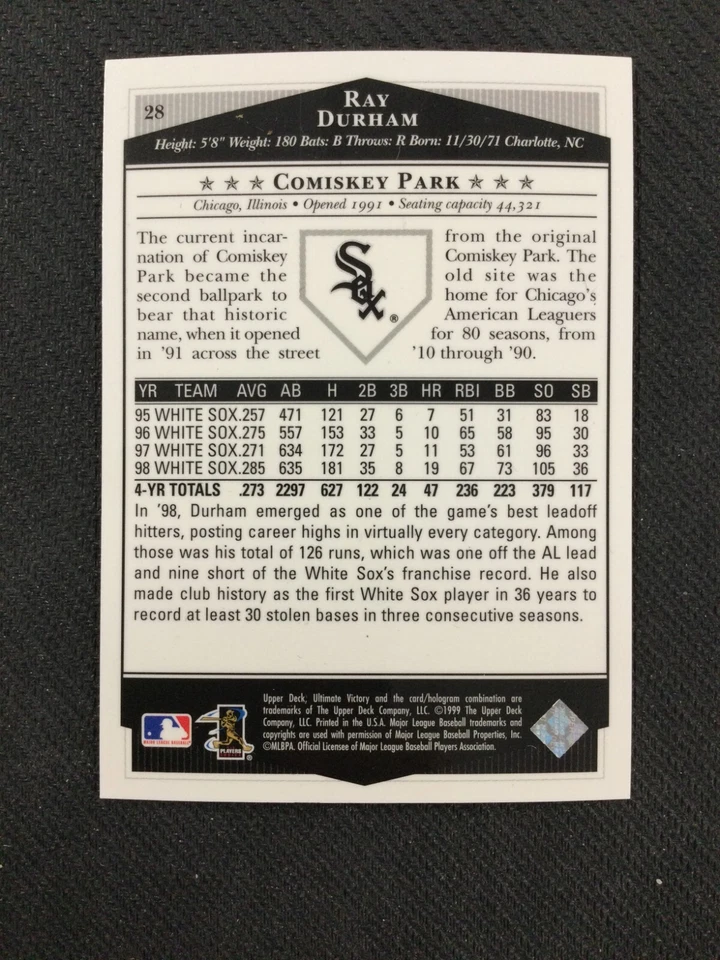 28
RAY
DURHAM
Height: 5'8" Weight: 180 Bats: B Throws: R Born: 11/30/71 Charlotte, NC
★ ★ ★ COMISKEY PARK ★ ★ ★
Chicago, Illinois • Opened 1991 • Seating capacity 44,321
The current incar-
nation of Comiskey
Park became the
second ballpark to
bear that historic
name, when it opened
in '91 across the street
Sox
®
from the original
Comiskey Park. The
old site was the
home for Chicago's
American Leaguers
for 80 seasons, from
'10 through '90.
YR TEAM AVG AB H 2B 3B HR RBI BB SO SB
95 WHITE SOX .257 471 121 27 6 7 51 31 83 18
96 WHITE SOX .275 557 153 33 5 10 65 58 95 30
97 WHITE SOX .271 634 172 27 5 11 53 61 96 33
98 WHITE SOX .285 635 181 35 8 19 67 73 105 36
4-YR TOTALS .273 2297 627 122 24 47 236 223 379 117
In '98, Durham emerged as one of the game's best leadoff
hitters, posting career highs in virtually every category. Among
those was his total of 126 runs, which was one off the AL lead
and nine short of the White Sox's franchise record. He also
made club history as the first White Sox player in 36 years to
record at least 30 stolen bases in three consecutive seasons.
MAJOR LEAGUE BASEBALL
PLAYERS
®
Upper Deck, Ultimate Victory and the card/hologram combination are
trademarks of The Upper Deck Company, LLC. ©1999 The Upper Deck
Company, LLC. Printed in the U.S.A. Major League Baseball trademarks and
copyrights are used with permission of Major League Baseball Properties, Inc.
©MLBPA. Official Licensee of Major League Baseball Players Association.